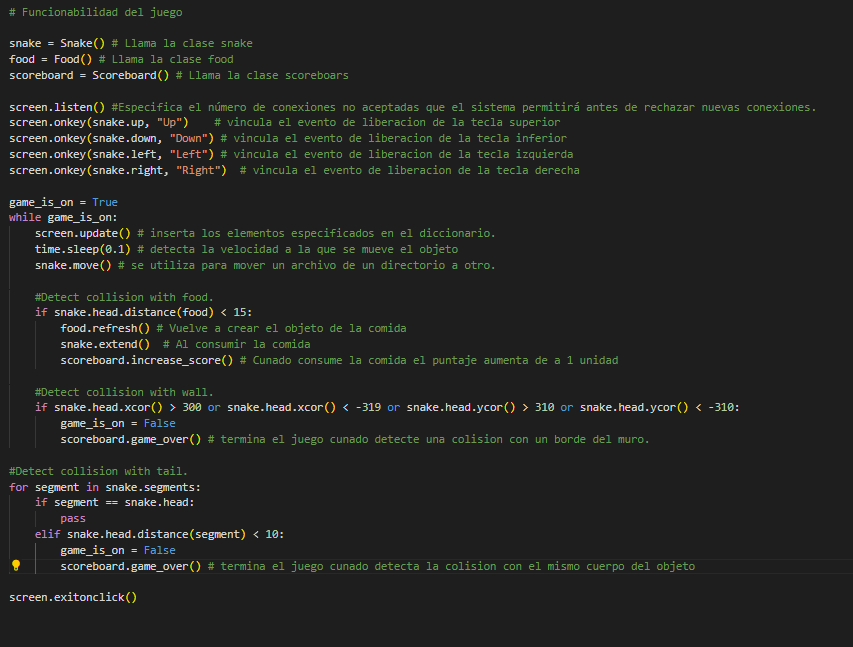 # Funcionabilidad del juego
snake = Snake() # Llama la clase snake
food = Food() # Llama la clase food
scoreboard = Scoreboard() # Llama la clase scoreboars
screen.listen() #Especifica el número de conexiones no aceptadas que el sistema permitirá antes de rechazar nuevas conexiones.
screen.onkey(snake.up, "Up")    # vincula el evento de liberacion de la tecla superior
screen.onkey(snake.down, "Down") # vincula el evento de liberacion de la tecla inferior
screen.onkey(snake.left, "Left") # vincula el evento de liberacion de la tecla izquierda
screen.onkey(snake.right, "Right")  # vincula el evento de liberacion de la tecla derecha
game_is_on = True
while game_is_on:
    screen.update() # inserta los elementos especificados en el diccionario.
    time.sleep(0.1) # detecta la velocidad a la que se mueve el objeto
    snake.move() # se utiliza para mover un archivo de un directorio a otro.
    #Detect collision with food.
    if snake.head.distance(food) < 15:
        food.refresh() # Vuelve a crear el objeto de la comida
        snake.extend()  # Al consumir la comida
        scoreboard.increase_score() # Cunado consume la comida el puntaje aumenta de a 1 unidad
    #Detect collision with wall.
    if snake.head.xcor() > 300 or snake.head.xcor() < -319 or snake.head.ycor() > 310 or snake.head.ycor() < -310:
        game_is_on = False
        scoreboard.game_over() # termina el juego cunado detecte una colision con un borde del muro.
#Detect collision with tail.
for segment in snake.segments:
    if segment == snake.head:
        pass
    elif snake.head.distance(segment) < 10:
        game_is_on = False
        scoreboard.game_over() # termina el juego cunado detecta la colision con el mismo cuerpo del objeto
screen.exitonclick()